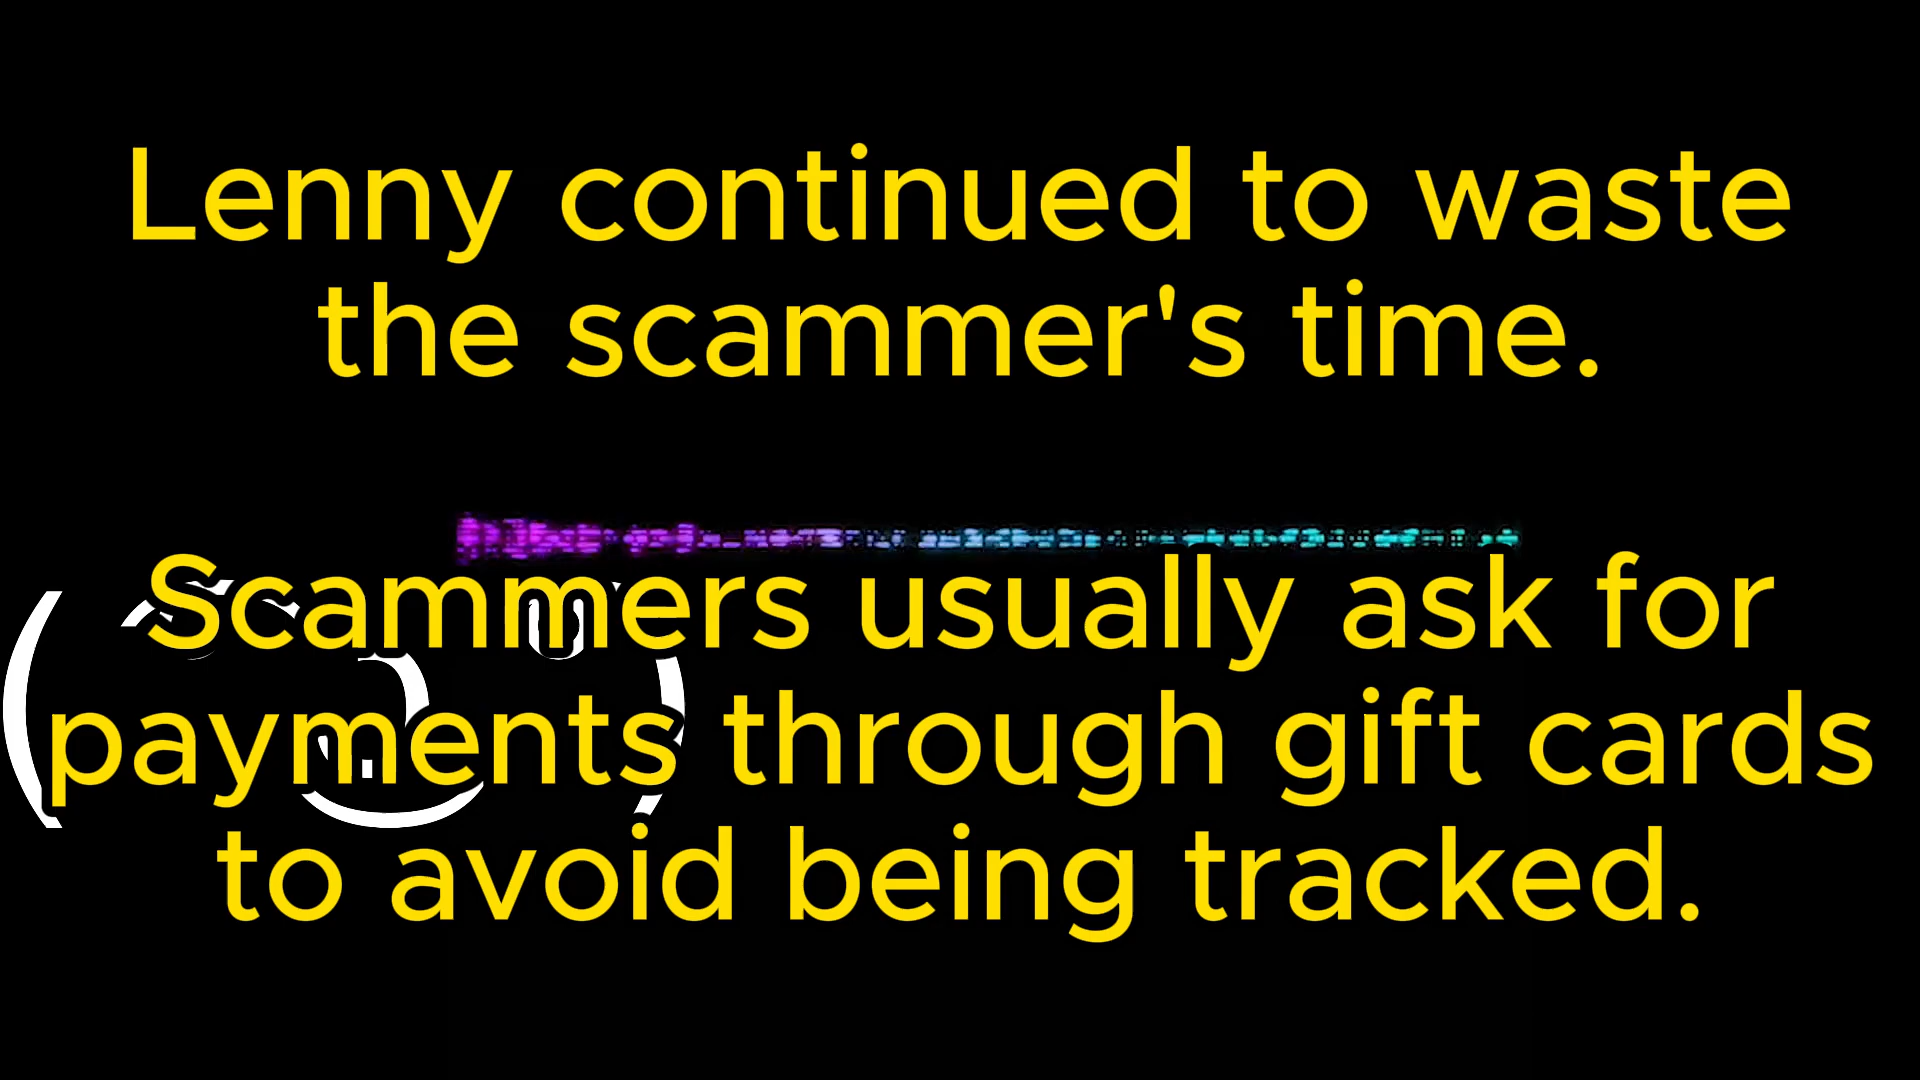 Lenny continued to waste
the scammer's time.
Scammers usually ask for
payments through gift cards
to avoid being tracked.